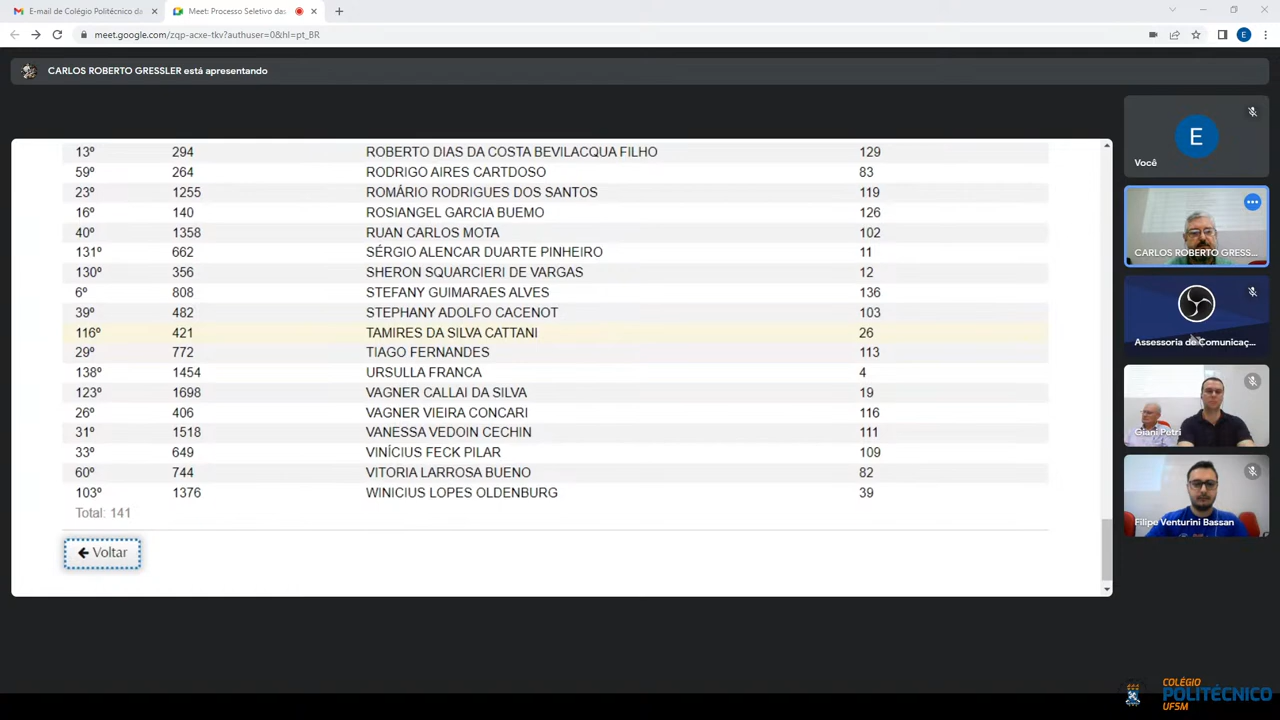 E-mail de Colégio Politécnico da
Meet: Processo Seletivo das
meet.google.com/zqp-acxe-tkv?authuser=0&hl=pt_BR
E
CARLOS ROBERTO GRESSLER está apresentando
13º 294 ROBERTO DIAS DA COSTA BEVILACQUA FILHO 129
59º 264 RODRIGO AIRES CARTDOSO 83
23º 1255 ROMÁRIO RODRIGUES DOS SANTOS 119
16º 140 ROSIANGEL GARCIA BUEMO 126
40º 1358 RUAN CARLOS MOTA 102
131º 662 SÉRGIO ALENCAR DUARTE PINHEIRO 11
130º 356 SHERON SQUARCIERI DE VARGAS 12
6º 808 STEFANY GUIMARAES ALVES 136
39º 482 STEPHANY ADOLFO CACENOT 103
116º 421 TAMIRES DA SILVA CATTANI 26
29º 772 TIAGO FERNANDES 113
138º 1454 URSULLA FRANCA 4
123º 1698 VAGNER CALLAI DA SILVA 19
26º 406 VAGNER VIEIRA CONCARI 116
31º 1518 VANESSA VEDOIN CECHIN 111
33º 649 VINÍCIUS FECK PILAR 109
60º 744 VITORIA LARROSA BUENO 82
103º 1376 WINICIUS LOPES OLDENBURG 39
Total: 141
Voltar
E
Você
CARLOS ROBERTO GRESS...
Assessoria de Comunicaç...
Giani Petri
Filipe Venturini Bassan
COLÉGIO
POLITÉCNICO
UFSM